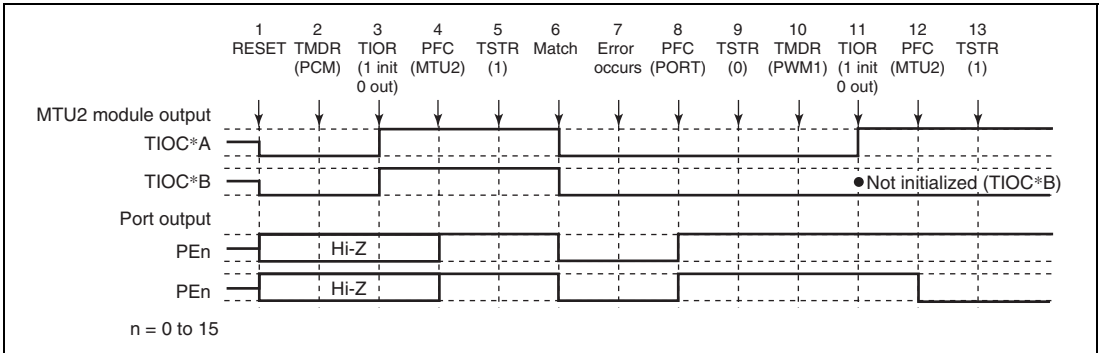 1 2 3 4 5 6 7 8 9 10 11 12 13
RESET TMDR TIOR PFC TSTR Match Error PFC TSTR TMDR TIOR PFC TSTR
(PCM) (1 init (MTU2) (1) occurs (PORT) (0) (PWM1) (1 init (MTU2) (1)
0 out) 0 out)
MTU2 module output
TIOC*A
TIOC*B
Not initialized (TIOC*B)
Port output
PEn
Hi-Z
PEn
Hi-Z
n = 0 to 15